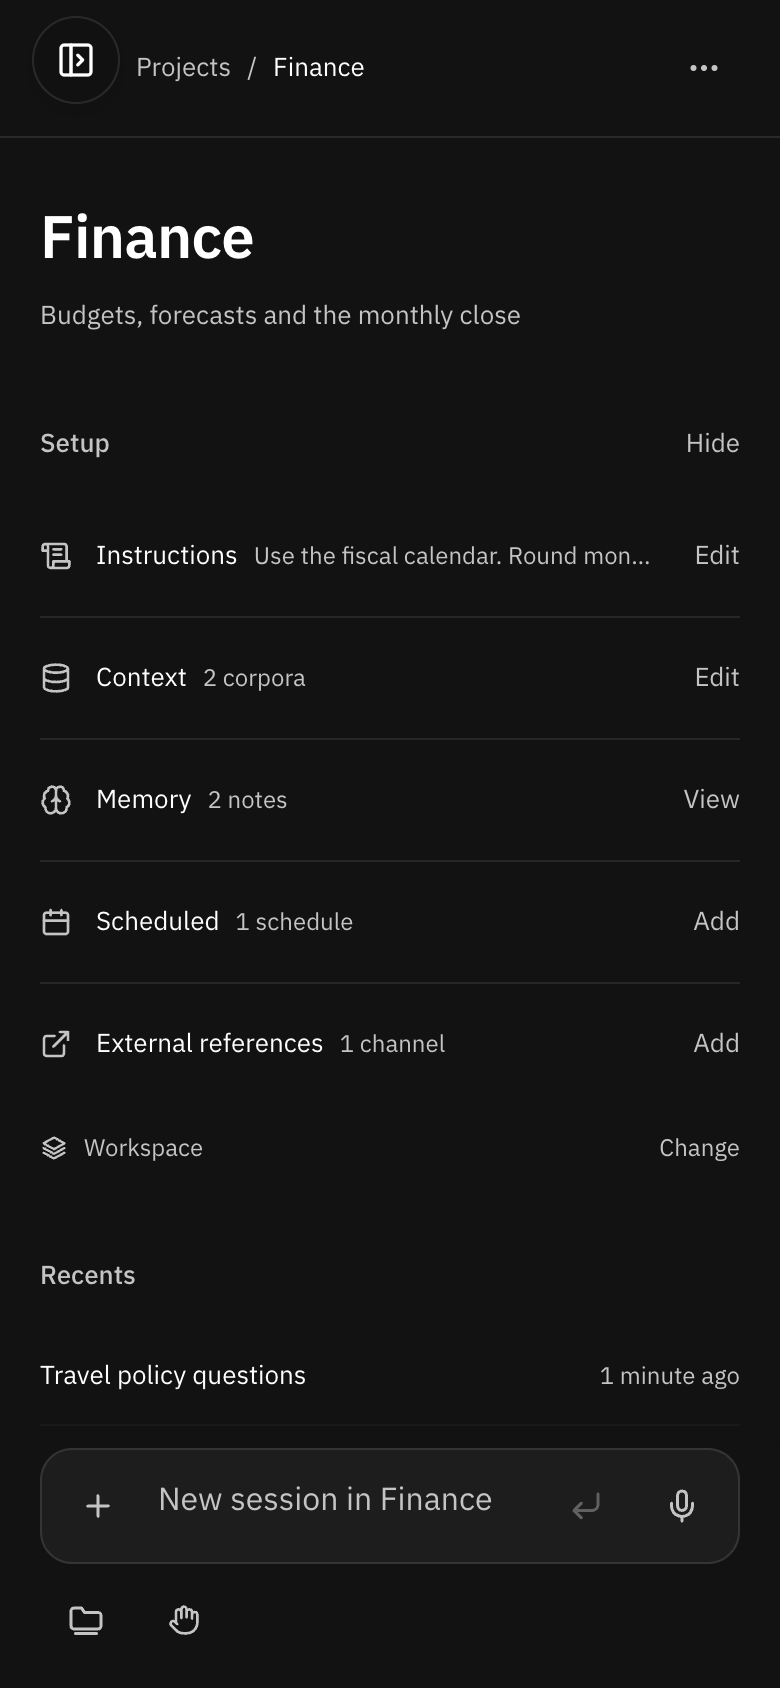 Projects / Finance
Finance
Budgets, forecasts and the monthly close
Setup Hide
Instructions Use the fiscal calendar. Round mon... Edit
Context 2 corpora Edit
Memory 2 notes View
Scheduled 1 schedule Add
External references 1 channel Add
Workspace Change
Recents
Travel policy questions 1 minute ago
New session in Finance